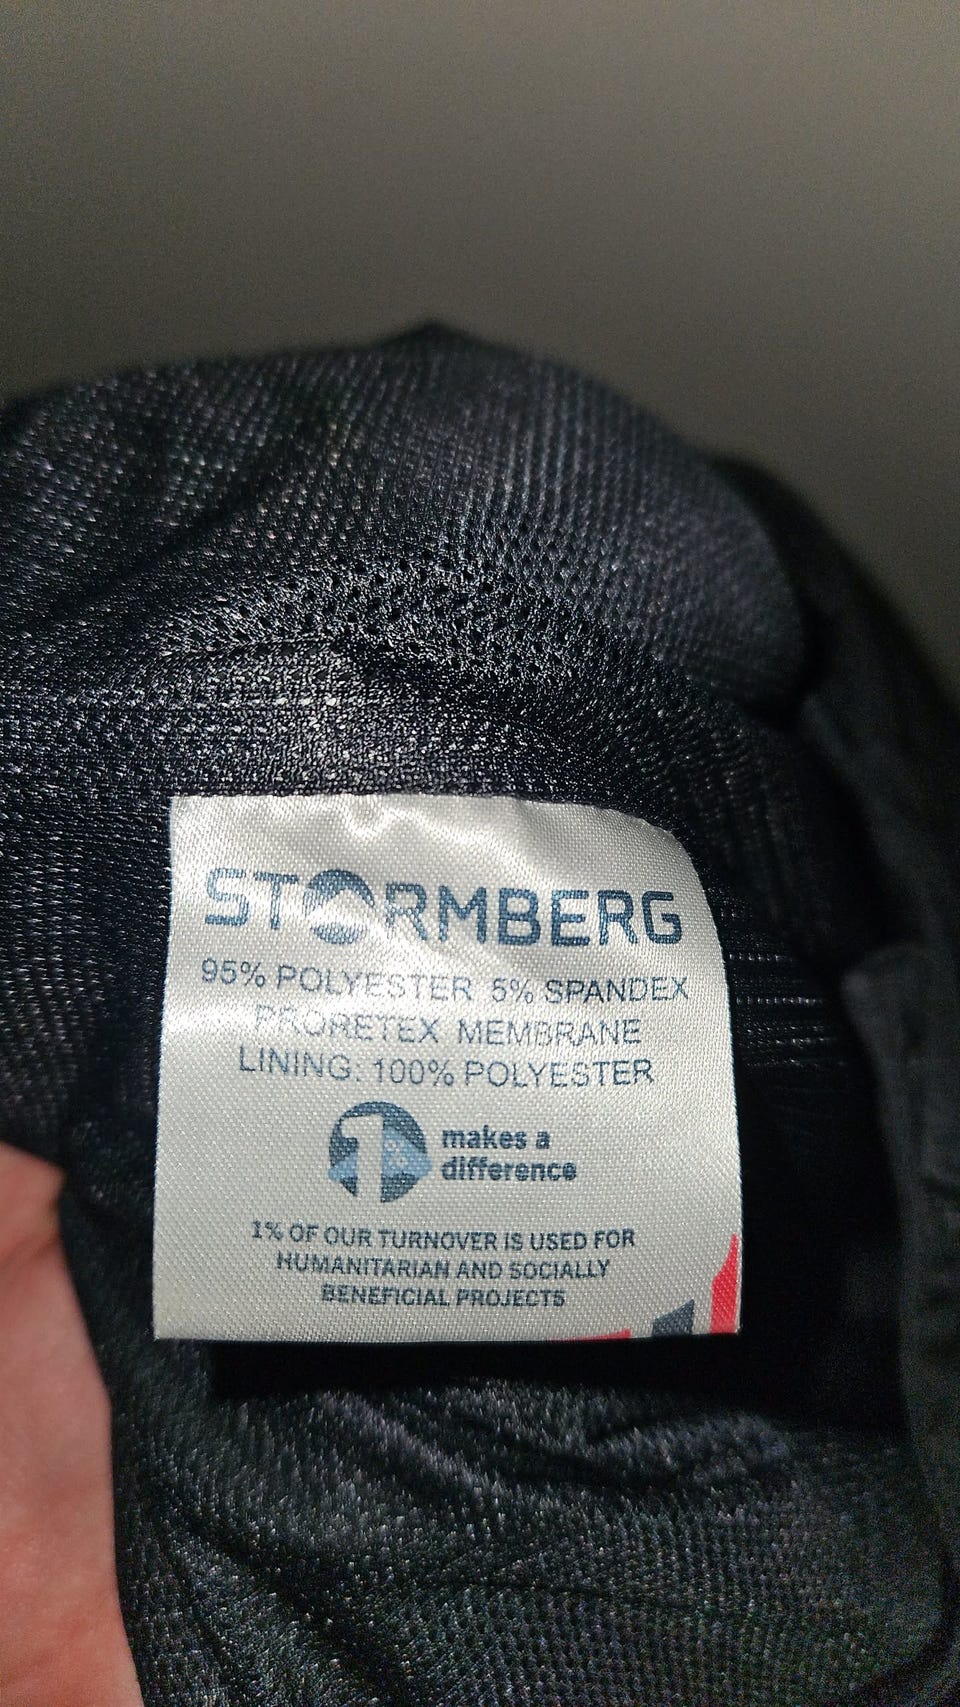 STORMBERG
95% POLYESTER 5% SPANDEX
PRORETEX MEMBRANE
LINING: 100% POLYESTER
1%
makes a
difference
1% OF OUR TURNOVER IS USED FOR
HUMANITARIAN AND SOCIALLY
BENEFICIAL PROJECTS